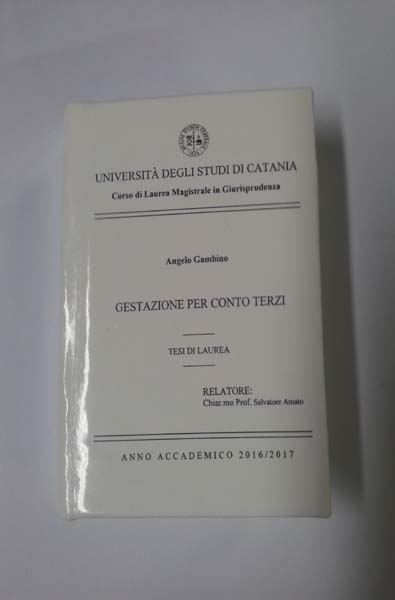 UNIVERSITÀ DEGLI STUDI DI CATANIA
Corso di Laurea Magistrale in Giurisprudenza
Angelo Gambino
GESTAZIONE PER CONTO TERZI
TESI DI LAUREA
RELATORE:
Chiar.mo Prof. Salvatore Amato
ANNO ACCADEMICO 2016/2017